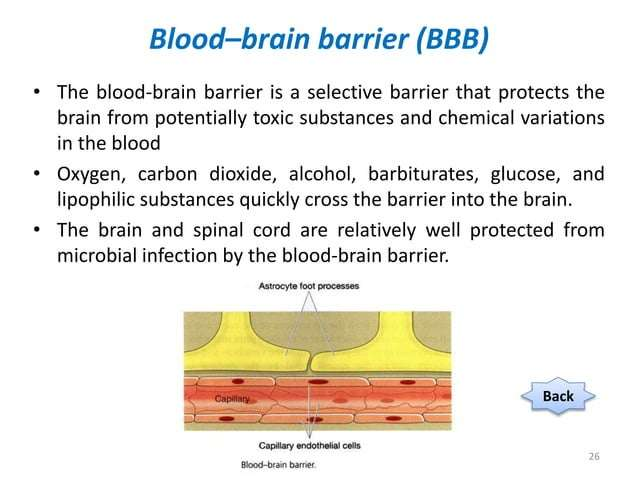 Blood–brain barrier (BBB)
• The blood-brain barrier is a selective barrier that protects the
brain from potentially toxic substances and chemical variations
in the blood
• Oxygen, carbon dioxide, alcohol, barbiturates, glucose, and
lipophilic substances quickly cross the barrier into the brain.
• The brain and spinal cord are relatively well protected from
microbial infection by the blood-brain barrier.
Astrocyte foot processes
Capillary
Back
Capillary endothelial cells
Blood–brain barrier.
26